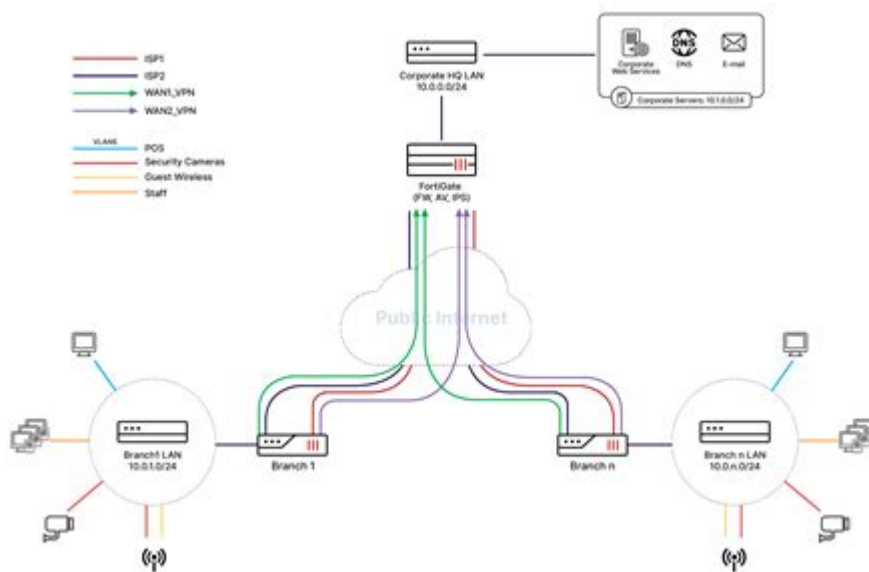 ISP1
ISP2
WAN1_VPN
WAN2_VPN
VLANS
POS
Security Cameras
Guest Wireless
Staff
Corporate HQ LAN
10.0.0.0/24
Corporate
Web Services
DNS
DNS
E-mail
Corporate Servers: 10.1.0.0/24
FortiGate
(FW, AV, IPS)
Public Internet
Branch1 LAN
10.0.1.0/24
Branch 1
Branch n
Branch n LAN
10.0.n.0/24